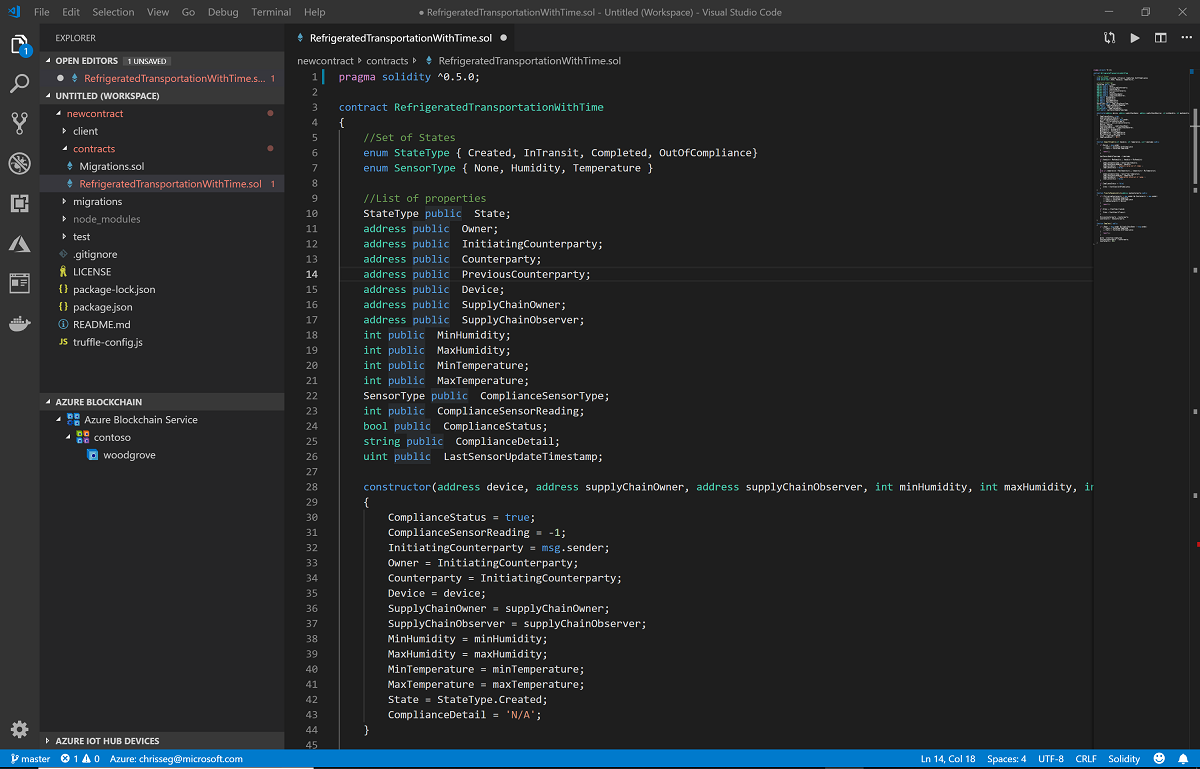 File Edit Selection View Go Debug Terminal Help
● RefrigeratedTransportationWithTime.sol - Untitled (Workspace) - Visual Studio Code
1
EXPLORER
OPEN EDITORS 1 UNSAVED
RefrigeratedTransportationWithTime.s... 1
UNTITLED (WORKSPACE)
newcontract
client
contracts
Migrations.sol
RefrigeratedTransportationWithTime.sol 1
migrations
node_modules
test
.gitignore
LICENSE
{} package-lock.json
{} package.json
README.md
JS truffle-config.js
AZURE BLOCKCHAIN
Azure Blockchain Service
contoso
woodgrove
AZURE IOT HUB DEVICES
RefrigeratedTransportationWithTime.sol ●
newcontract contracts RefrigeratedTransportationWithTime.sol
1 pragma solidity ^0.5.0;
2
3 contract RefrigeratedTransportationWithTime
4 {
5 //Set of States
6 enum StateType { Created, InTransit, Completed, OutOfCompliance}
7 enum SensorType { None, Humidity, Temperature }
8
9 //List of properties
10 StateType public State;
11 address public Owner;
12 address public InitiatingCounterparty;
13 address public Counterparty;
14 address public PreviousCounterparty;
15 address public Device;
16 address public SupplyChainOwner;
17 address public SupplyChainObserver;
18 int public MinHumidity;
19 int public MaxHumidity;
20 int public MinTemperature;
21 int public MaxTemperature;
22 SensorType public ComplianceSensorType;
23 int public ComplianceSensorReading;
24 bool public ComplianceStatus;
25 string public ComplianceDetail;
26 uint public LastSensorUpdateTimestamp;
27
28 constructor(address device, address supplyChainOwner, address supplyChainObserver, int minHumidity, int maxHumidity, in
29 {
30 ComplianceStatus = true;
31 ComplianceSensorReading = -1;
32 InitiatingCounterparty = msg.sender;
33 Owner = InitiatingCounterparty;
34 Counterparty = InitiatingCounterparty;
35 Device = device;
36 SupplyChainOwner = supplyChainOwner;
37 SupplyChainObserver = supplyChainObserver;
38 MinHumidity = minHumidity;
39 MaxHumidity = maxHumidity;
40 MinTemperature = minTemperature;
41 MaxTemperature = maxTemperature;
42 State = StateType.Created;
43 ComplianceDetail = 'N/A';
44 }
45
master 1 0 Azure: chrisseg@microsoft.com
Ln 14, Col 18 Spaces: 4 UTF-8 CRLF Solidity